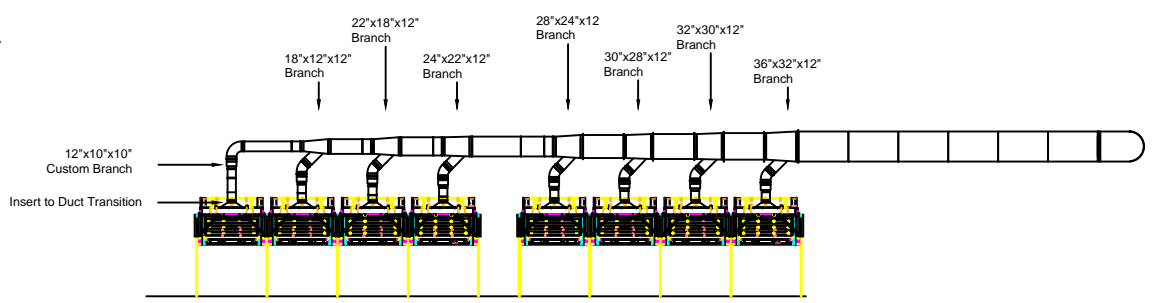 28"x24"x12
Branch
22"x18"x12"
Branch
32"x30"x12"
Branch
18"x12"x12"
Branch
24"x22"x12"
Branch
30"x28"x12"
Branch
36"x32"x12"
Branch
12"x10"x10"
Custom Branch
Insert to Duct Transition